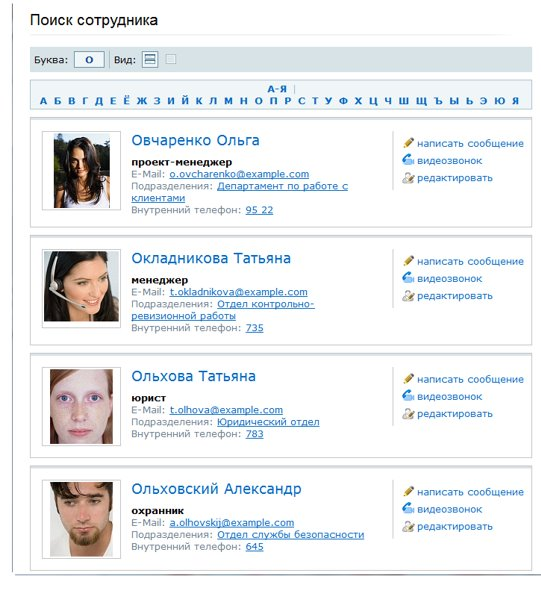 Поиск сотрудника
Буква: О Вид:
А-Я |
А Б В Г Д Е Ё Ж З И Й К Л М Н О П Р С Т У Ф Х Ц Ч Ш Щ Ъ Ы Ь Э Ю Я
Овчаренко Ольга
проект-менеджер
E-Mail: o.ovcharenko@example.com
Подразделения: Департамент по работе с
клиентами
Внутренний телефон: 95 22
написать сообщение
видеозвонок
редактировать
Окладникова Татьяна
менеджер
E-Mail: t.okladnikova@example.com
Подразделения: Отдел контрольно-
ревизионной работы
Внутренний телефон: 735
написать сообщение
видеозвонок
редактировать
Ольхова Татьяна
юрист
E-Mail: t.olhova@example.com
Подразделения: Юридический отдел
Внутренний телефон: 783
написать сообщение
видеозвонок
редактировать
Ольховский Александр
охранник
E-Mail: a.olhovskij@example.com
Подразделения: Отдел службы безопасности
Внутренний телефон: 645
написать сообщение
видеозвонок
редактировать